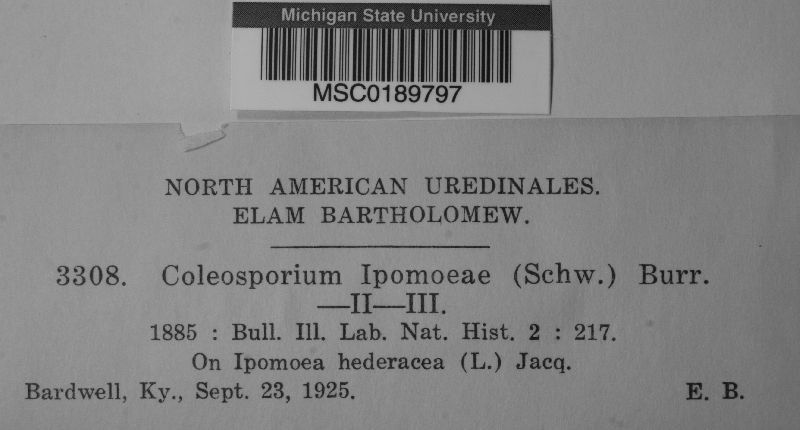 Michigan State University
MSC0189797
NORTH AMERICAN UREDINALES.
ELAM BARTHOLOMEW.
3308. Coleosporium Ipomoeae (Schw.) Burr.
—II—III.
1885 : Bull. Ill. Lab. Nat. Hist. 2 : 217.
On Ipomoea hederacea (L.) Jacq.
Bardwell, Ky., Sept. 23, 1925. E. B.